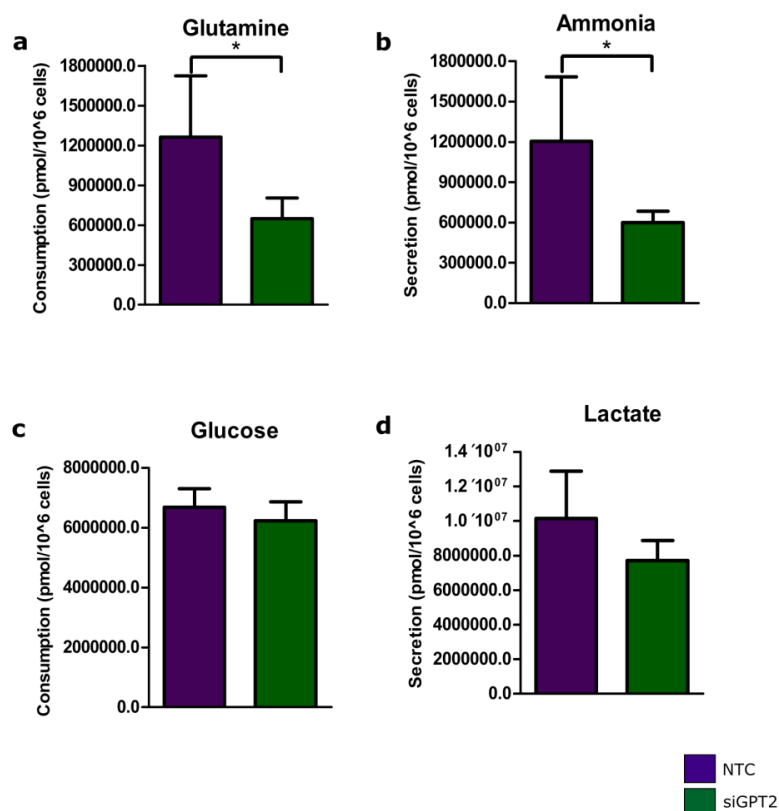 a
Glutamine
*
Consumption (pmol/10^6 cells)
1800000.0
1500000.0
1200000.0
900000.0
600000.0
300000.0
0.0
b
Ammonia
*
Secretion (pmol/10^6 cells)
1800000.0
1500000.0
1200000.0
900000.0
600000.0
300000.0
0.0
c
Glucose
Consumption (pmol/10^6 cells)
8000000.0
6000000.0
4000000.0
2000000.0
0.0
d
Lactate
Secretion (pmol/10^6 cells)
1.4´10⁰⁷
1.2´10⁰⁷
1.0´10⁰⁷
8000000.0
6000000.0
4000000.0
2000000.0
0.0
NTC
siGPT2